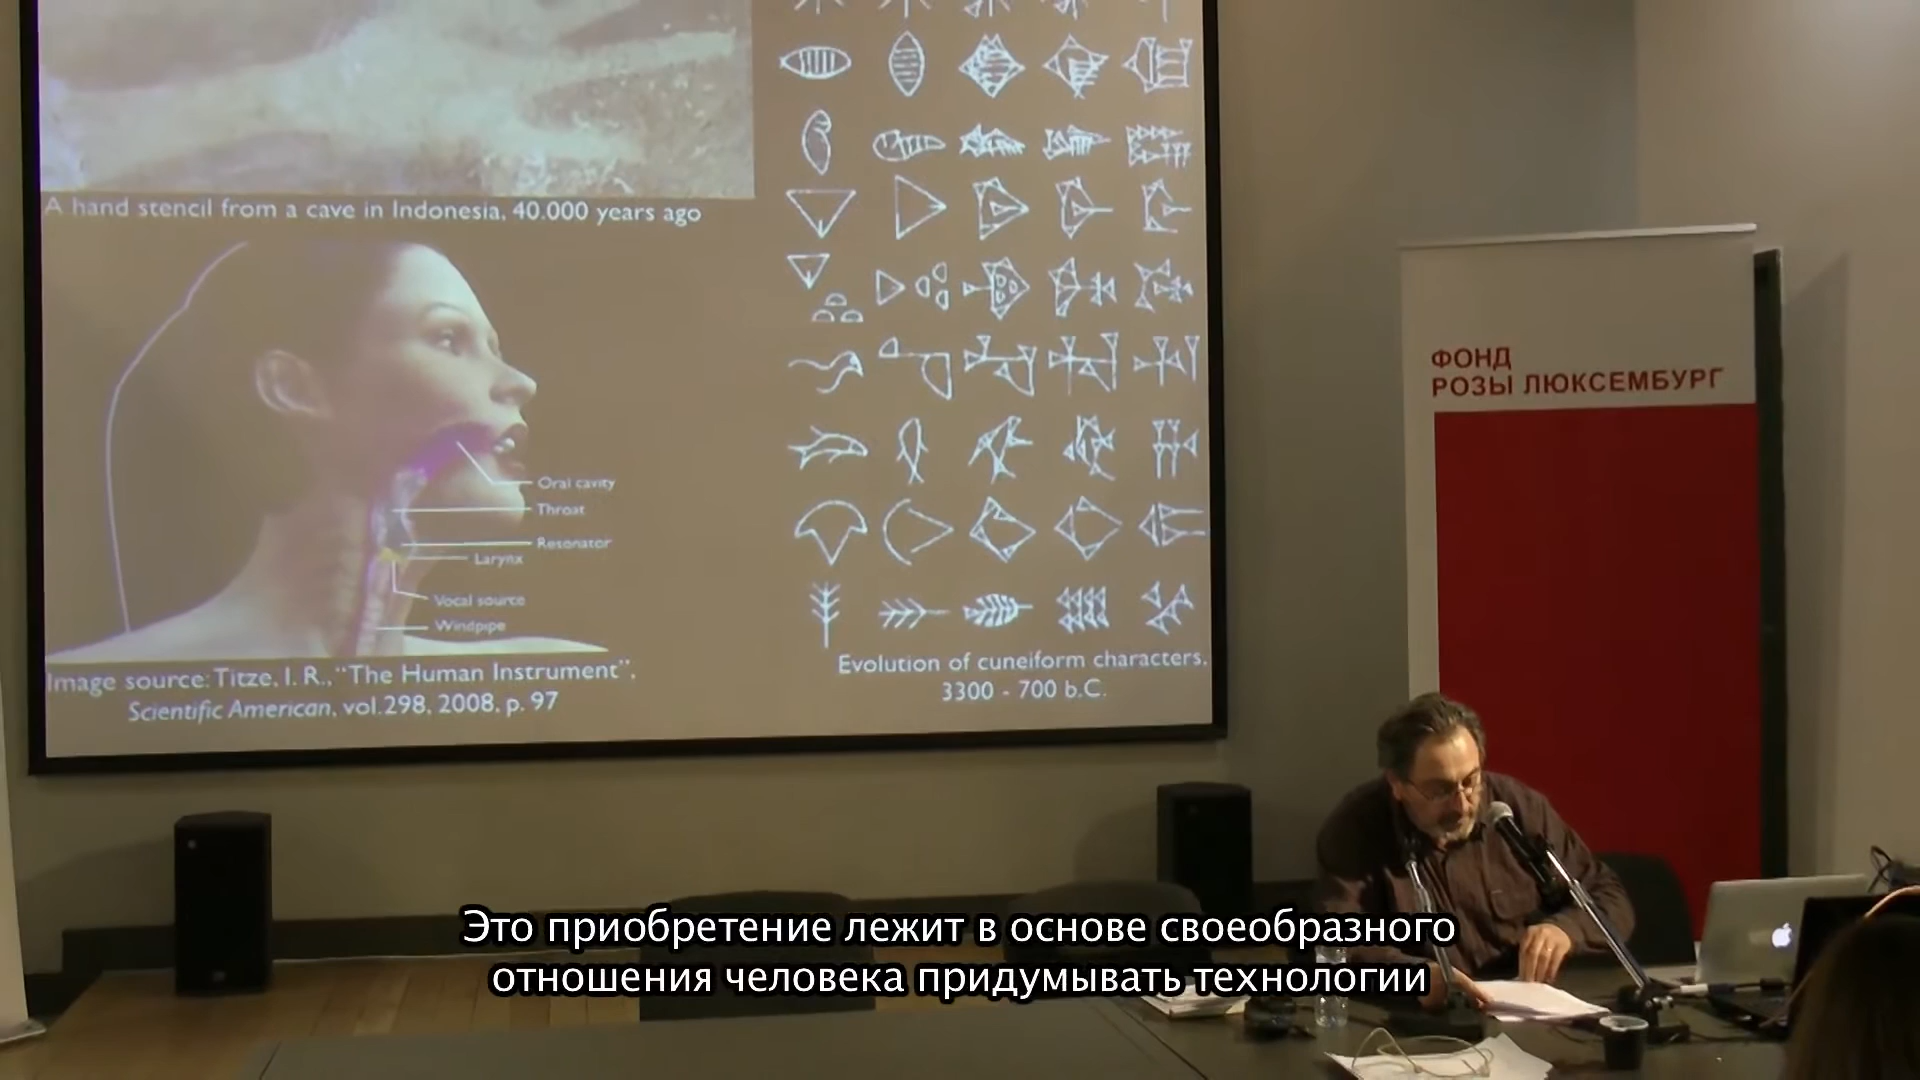 A hand stencil from a cave in Indonesia, 40.000 years ago
Oral cavity
Throat
Resonator
Larynx
Vocal source
Windpipe
Image source: Titze, I. R., "The Human Instrument",
Scientific American, vol.298, 2008, p. 97
Evolution of cuneiform characters,
3300 - 700 b.C.
ФОНД
РОЗЫ ЛЮКСЕМБУРГ
Это приобретение лежит в основе своеобразного
отношения человека придумывать технологии